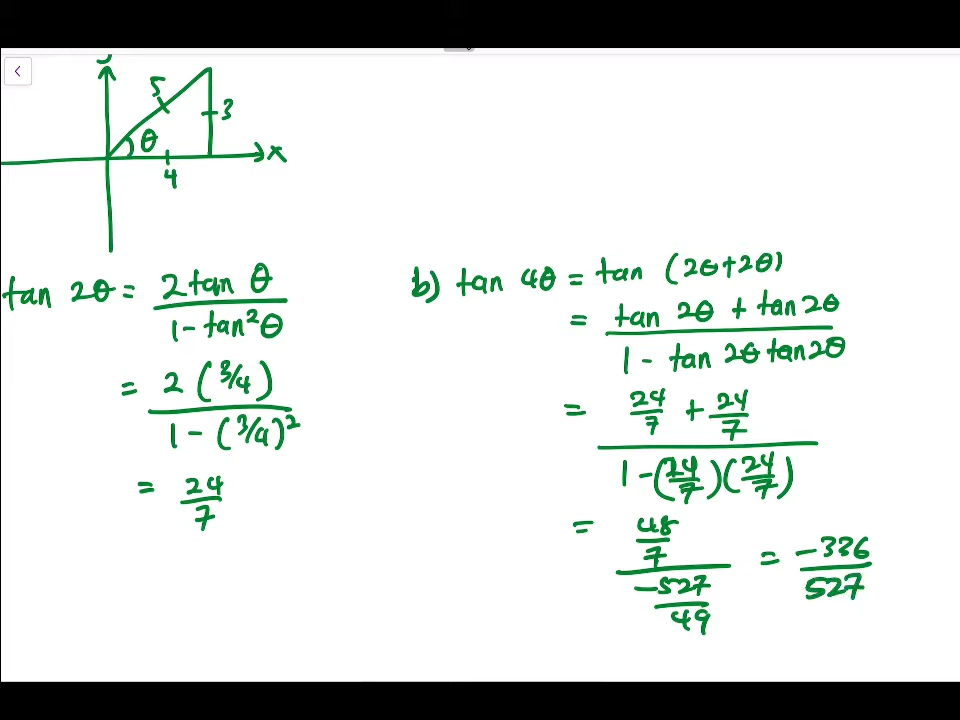 y
5
3
θ
x
4
tan 2θ = 2 tan θ / 1 - tan²θ
= 2 (3/4) / 1 - (3/4)²
= 24/7
b) tan 4θ = tan (2θ+2θ)
= tan 2θ + tan 2θ / 1 - tan 2θ tan 2θ
= 24/7 + 24/7 / 1 - (24/7)(24/7)
= 48/7 / -527/49 = -336/527